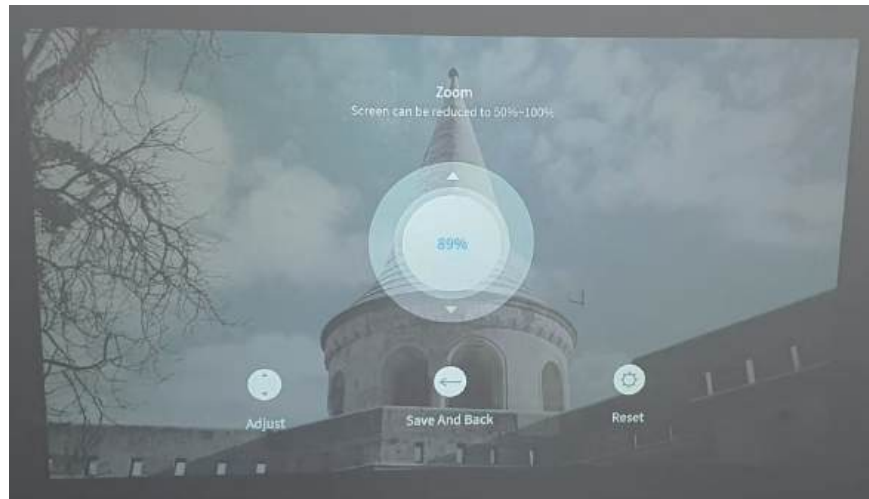 Zoom
Screen can be reduced to 50%~100%
89%
Adjust
Save And Back
Reset